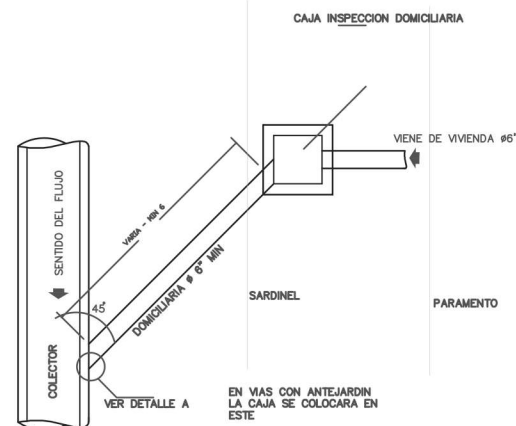 CAJA INSPECCION DOMICILIARIA
VIENE DE VIVIENDA ø6"
SENTIDO DEL FLUJO
VARIA - MIN 6
45°
DOMICILIARIA ø 6" MIN
SARDINEL
PARAMENTO
COLECTOR
VER DETALLE A
EN VIAS CON ANTEJARDIN
LA CAJA SE COLOCARA EN
ESTE